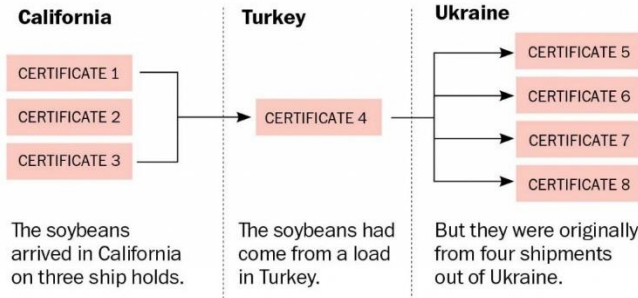 California
Turkey
Ukraine
CERTIFICATE 1
CERTIFICATE 2
CERTIFICATE 3
CERTIFICATE 4
CERTIFICATE 5
CERTIFICATE 6
CERTIFICATE 7
CERTIFICATE 8
The soybeans
arrived in California
on three ship holds.
The soybeans had
come from a load
in Turkey.
But they were originally
from four shipments
out of Ukraine.